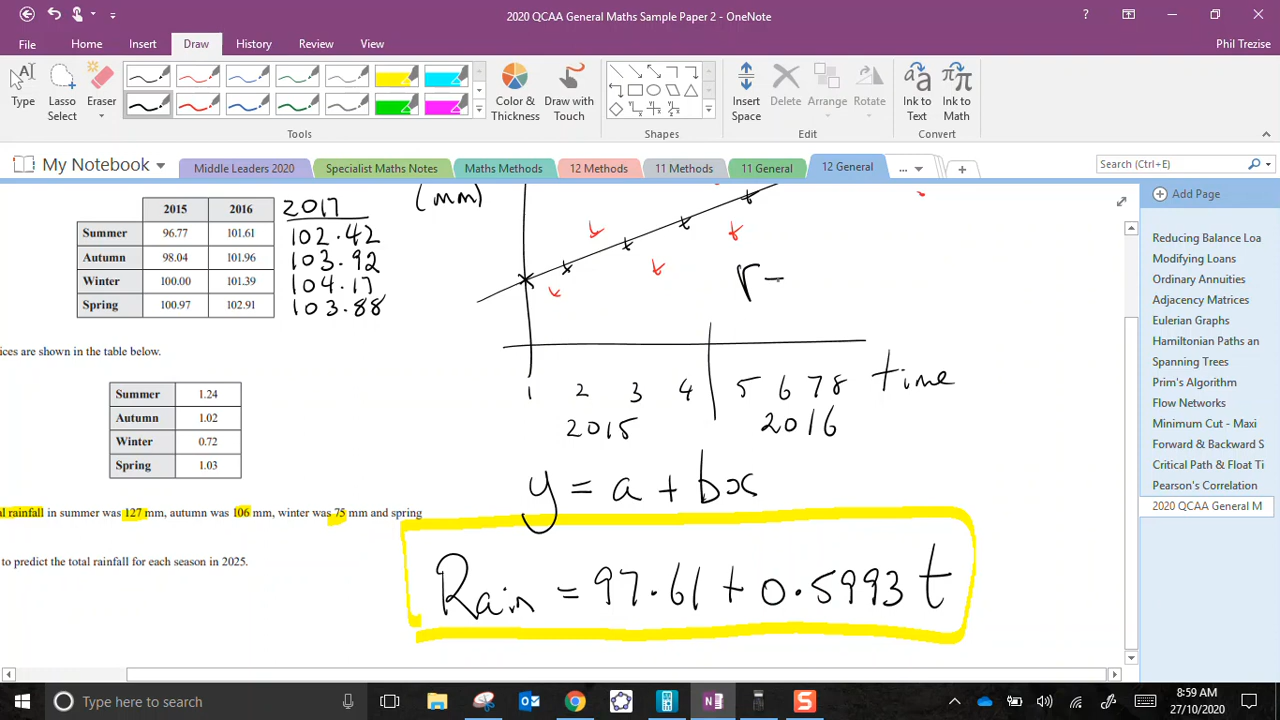 2020 QCAA General Maths Sample Paper 2 - OneNote
File Home Insert Draw History Review View Phil Trezise
Type
Lasso Select
Eraser
Color & Thickness
Draw with Touch
Insert Space
Delete
Arrange
Rotate
Ink to Text
Ink to Math
Tools
Shapes
Edit
Convert
My Notebook
Middle Leaders 2020
Specialist Maths Notes
Maths Methods
12 Methods
11 Methods
11 General
12 General
...
Search (Ctrl+E)
Add Page
Reducing Balance Loa
Modifying Loans
Ordinary Annuities
Adjacency Matrices
Eulerian Graphs
Hamiltonian Paths an
Spanning Trees
Prim's Algorithm
Flow Networks
Minimum Cut - Maxi
Forward & Backward S
Critical Path & Float Ti
Pearson's Correlation
2020 QCAA General M
2015 2016 2017
Summer 96.77 101.61 102.42
Autumn 98.04 101.96 103.92
Winter 100.00 101.39 104.17
Spring 100.97 102.91 103.88
(mm)
r -
1 2 3 4 5 6 7 8 time
2015 2016
ices are shown in the table below.
Summer 1.24
Autumn 1.02
Winter 0.72
Spring 1.03
y = a + bx
al rainfall in summer was 127 mm, autumn was 106 mm, winter was 75 mm and spring
to predict the total rainfall for each season in 2025.
Rain = 97.61 + 0.5993 t
Type here to search
8:59 AM
27/10/2020